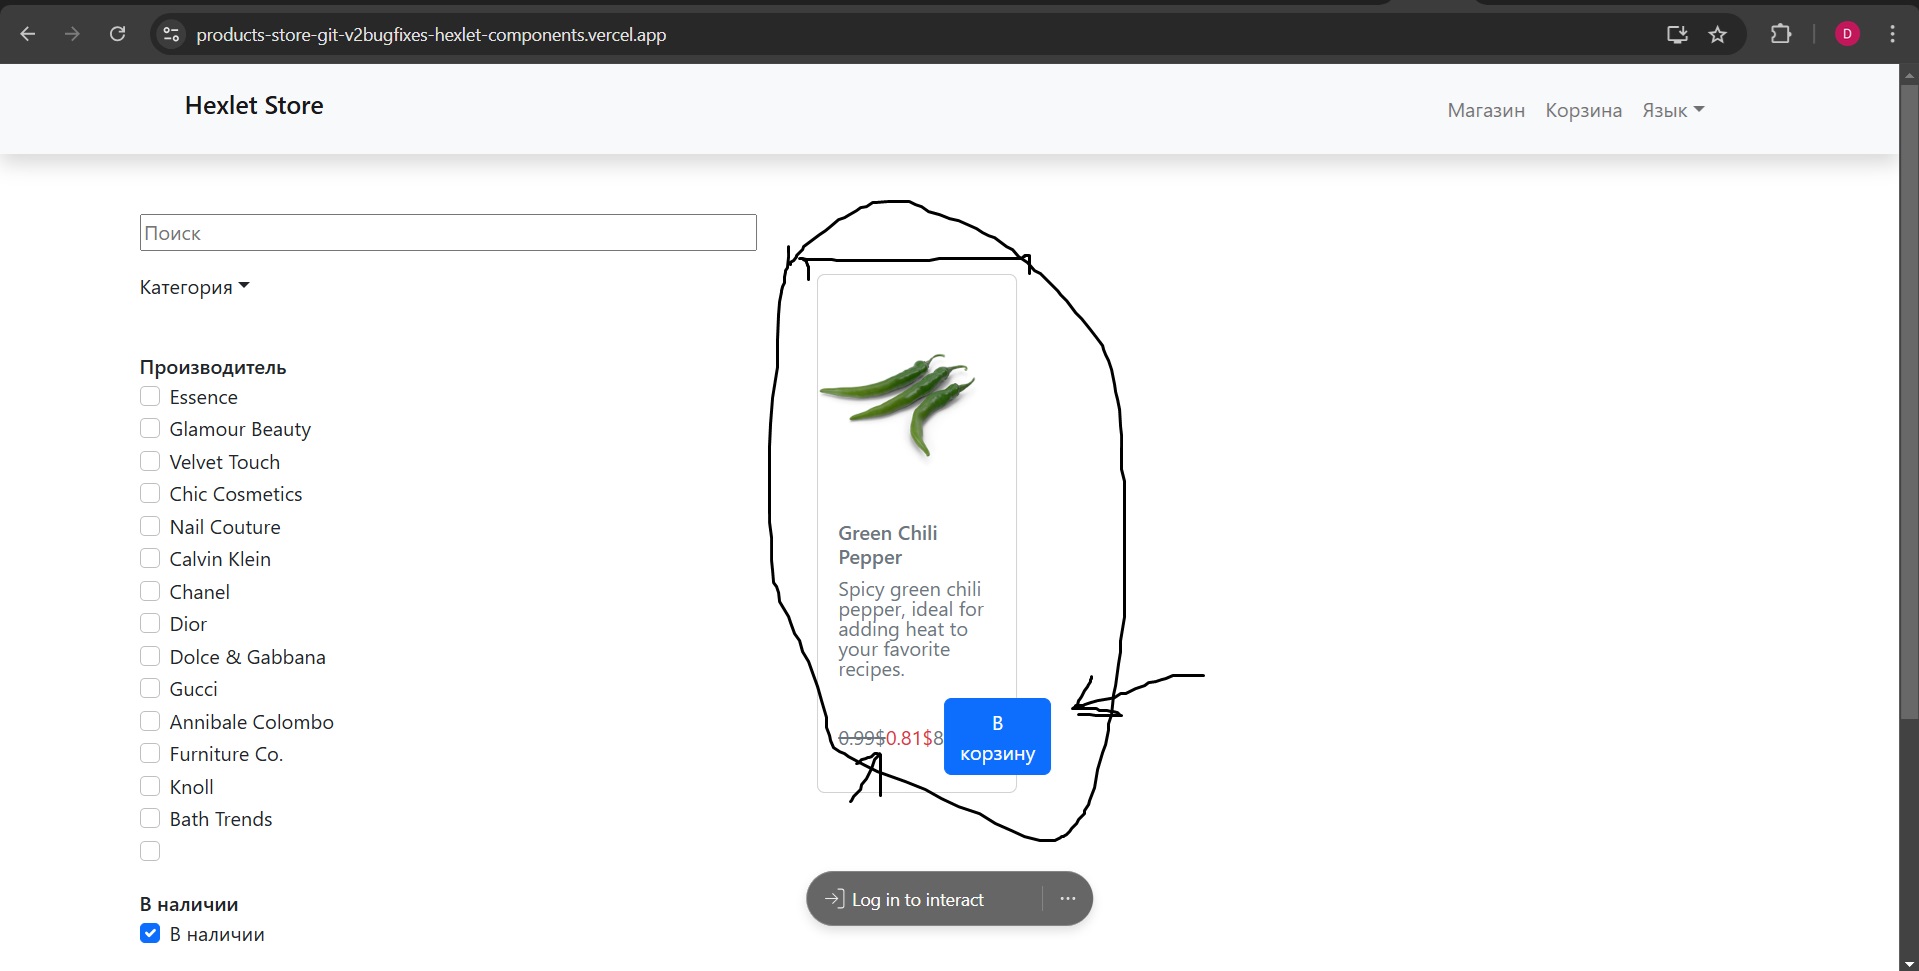 products-store-git-v2bugfixes-hexlet-components.vercel.app
D
Hexlet Store
Магазин Корзина Язык
Поиск
Категория
Производитель
Essence
Glamour Beauty
Velvet Touch
Chic Cosmetics
Nail Couture
Calvin Klein
Chanel
Dior
Dolce & Gabbana
Gucci
Annibale Colombo
Furniture Co.
Knoll
Bath Trends
В наличии
В наличии
Green Chili
Pepper
Spicy green chili
pepper, ideal for
adding heat to
your favorite
recipes.
0.99$0.81$8
В
корзину
Log in to interact